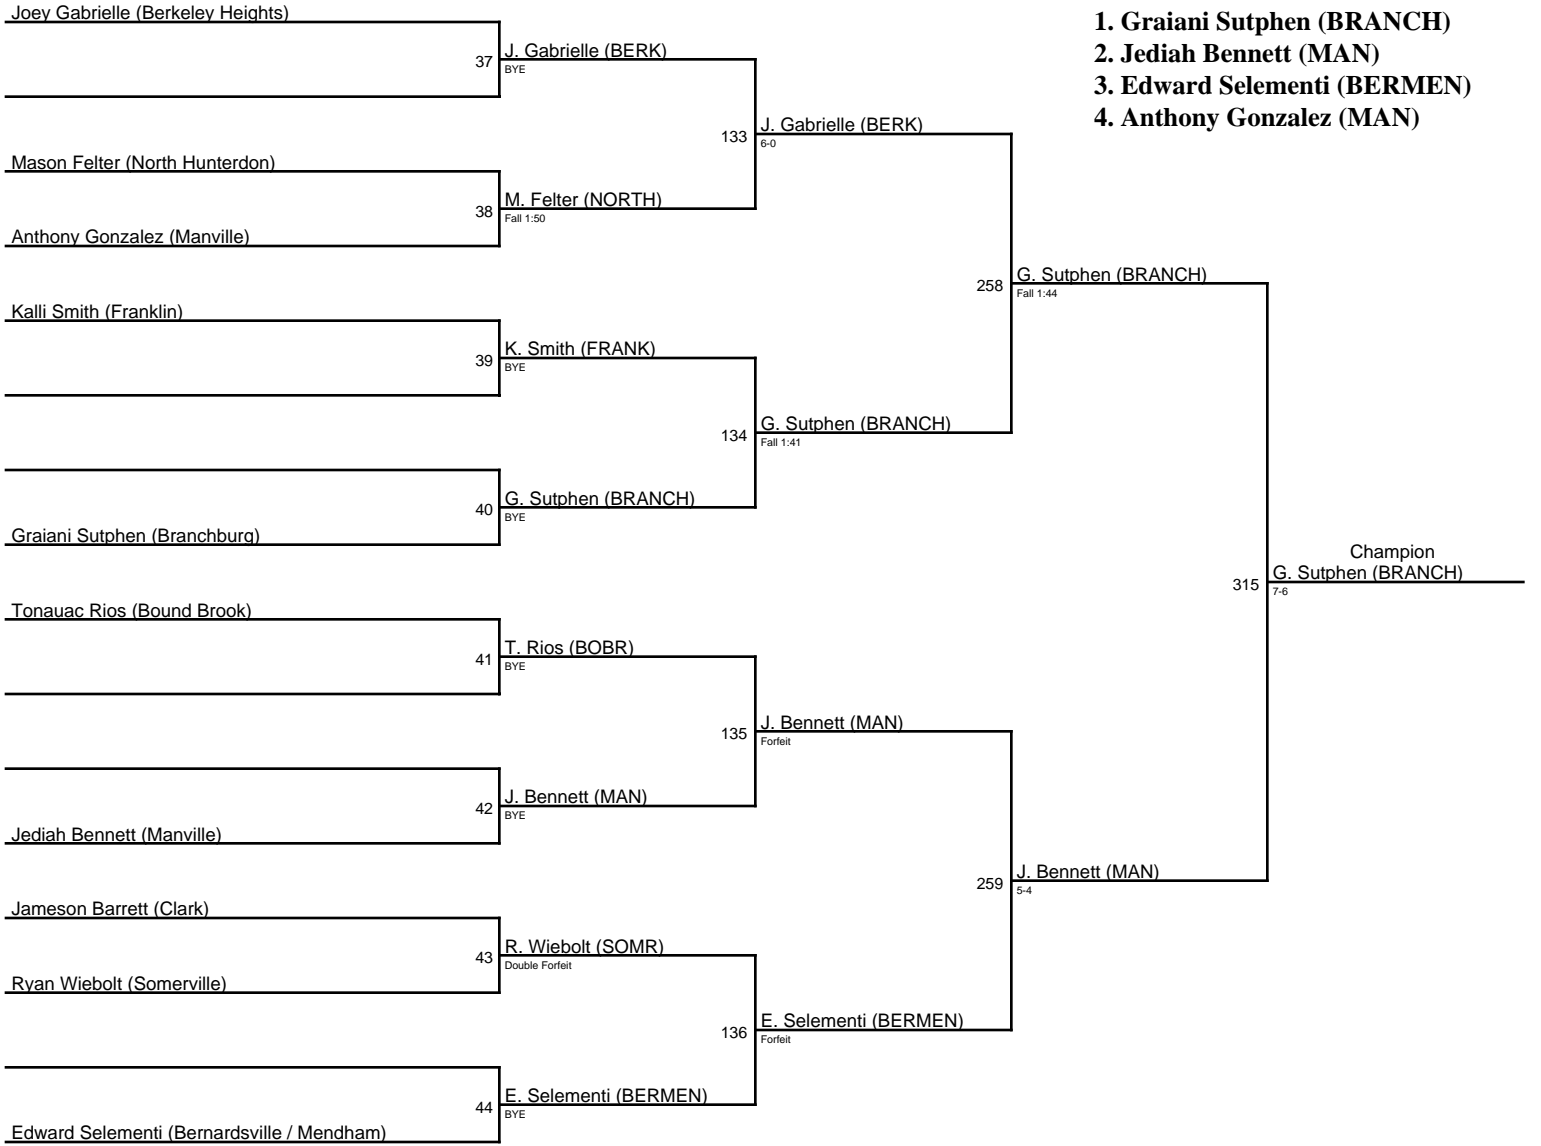 Joey Gabrielle (Berkeley Heights)
1. Graiani Sutphen (BRANCH)
2. Jediah Bennett (MAN)
3. Edward Selementi (BERMEN)
4. Anthony Gonzalez (MAN)
37
J. Gabrielle (BERK)
BYE
133
J. Gabrielle (BERK)
6-0
Mason Felter (North Hunterdon)
38
M. Felter (NORTH)
Fall 1:50
Anthony Gonzalez (Manville)
258
G. Sutphen (BRANCH)
Fall 1:44
Kalli Smith (Franklin)
39
K. Smith (FRANK)
BYE
134
G. Sutphen (BRANCH)
Fall 1:41
40
G. Sutphen (BRANCH)
BYE
Graiani Sutphen (Branchburg)
Champion
315
G. Sutphen (BRANCH)
7-6
Tonauac Rios (Bound Brook)
41
T. Rios (BOBR)
BYE
135
J. Bennett (MAN)
Forfeit
42
J. Bennett (MAN)
BYE
Jediah Bennett (Manville)
259
J. Bennett (MAN)
5-4
Jameson Barrett (Clark)
43
R. Wiebolt (SOMR)
Double Forfeit
Ryan Wiebolt (Somerville)
136
E. Selementi (BERMEN)
Forfeit
44
E. Selementi (BERMEN)
BYE
Edward Selementi (Bernardsville / Mendham)